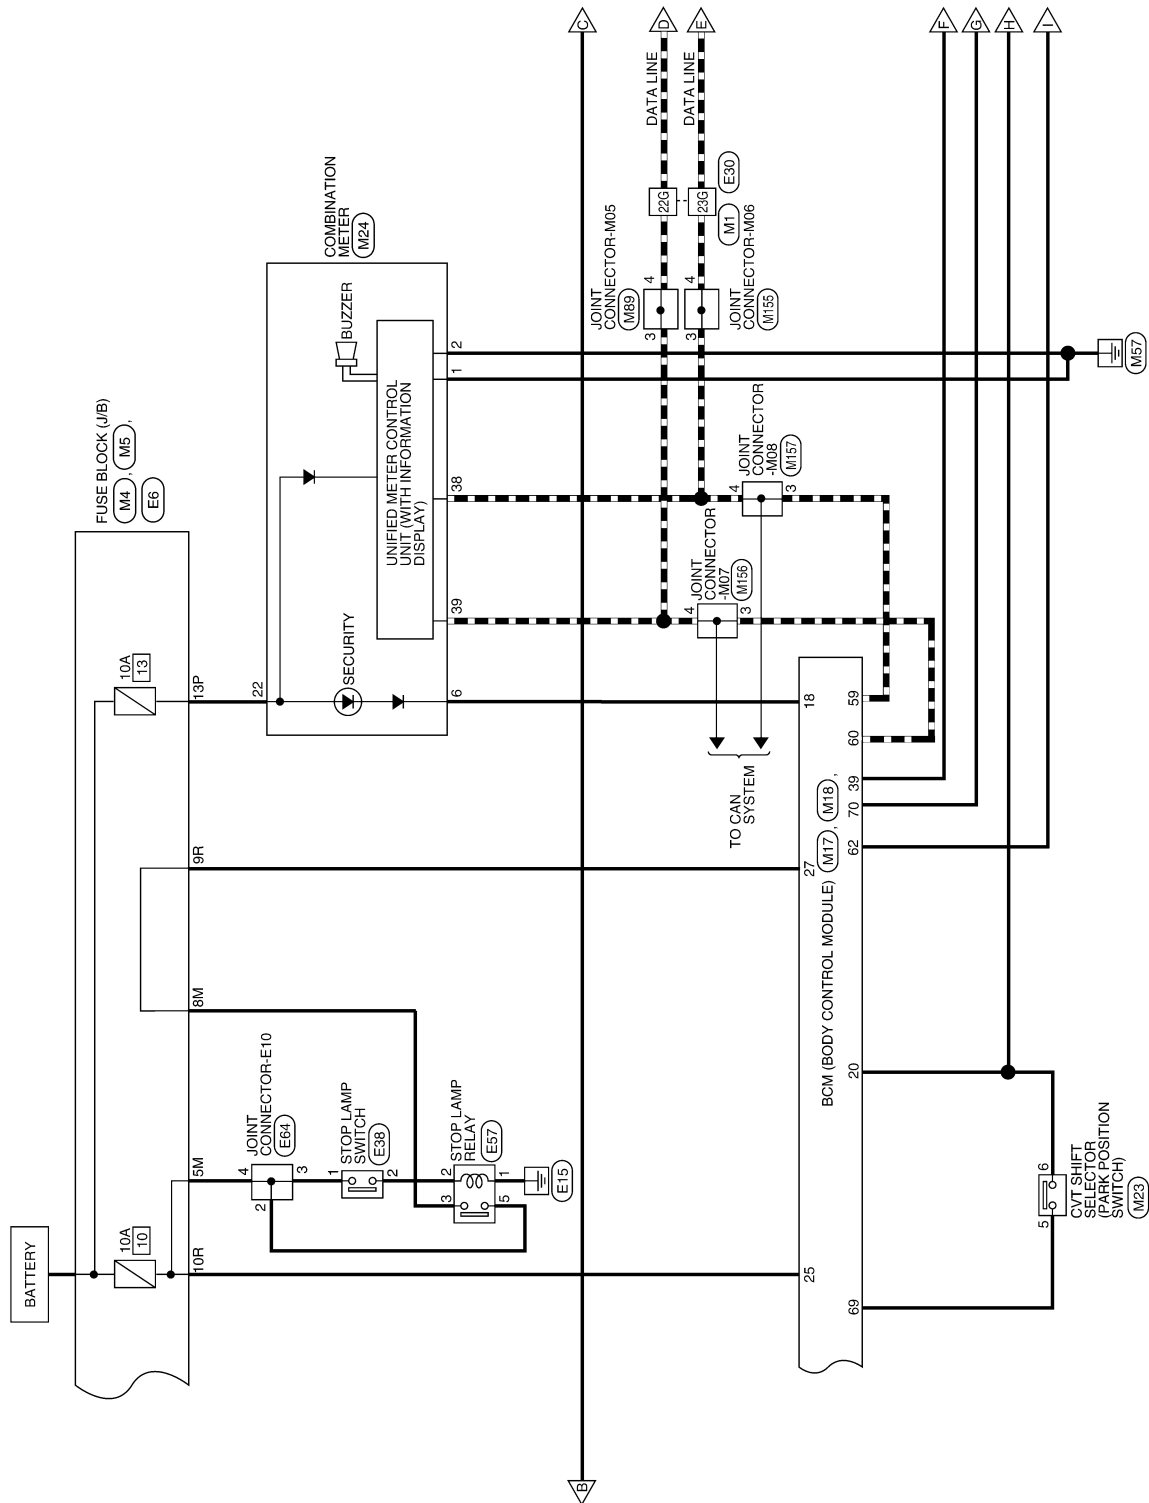 BATTERY
FUSE BLOCK (J/B)
M4 , M5 ,
E6
10A
10
10A
13
10R
5M
8M
9R
13P
JOINT
CONNECTOR-E10
E64
4
3
2
STOP LAMP
SWITCH
E38
1
2
STOP LAMP
RELAY
E57
2
3
1
5
E15
COMBINATION
METER
M24
22
SECURITY
BUZZER
UNIFIED METER CONTROL
UNIT (WITH INFORMATION
DISPLAY)
6
39
38
1
2
B
C
D
E
DATA LINE
DATA LINE
22G
23G
E30
M1
JOINT
CONNECTOR-M05
M89
3
4
JOINT
CONNECTOR-M06
M155
3
4
JOINT
CONNECTOR
-M07
M156
4
3
JOINT
CONNECTOR
-M08
M157
4
3
TO CAN
SYSTEM
BCM (BODY CONTROL MODULE)
M17 , M18 ,
25
27
18
69
20
62
70
39
60
59
F
G
H
I
M57
CVT SHIFT
SELECTOR
(PARK POSITION
SWITCH)
M23
5
6